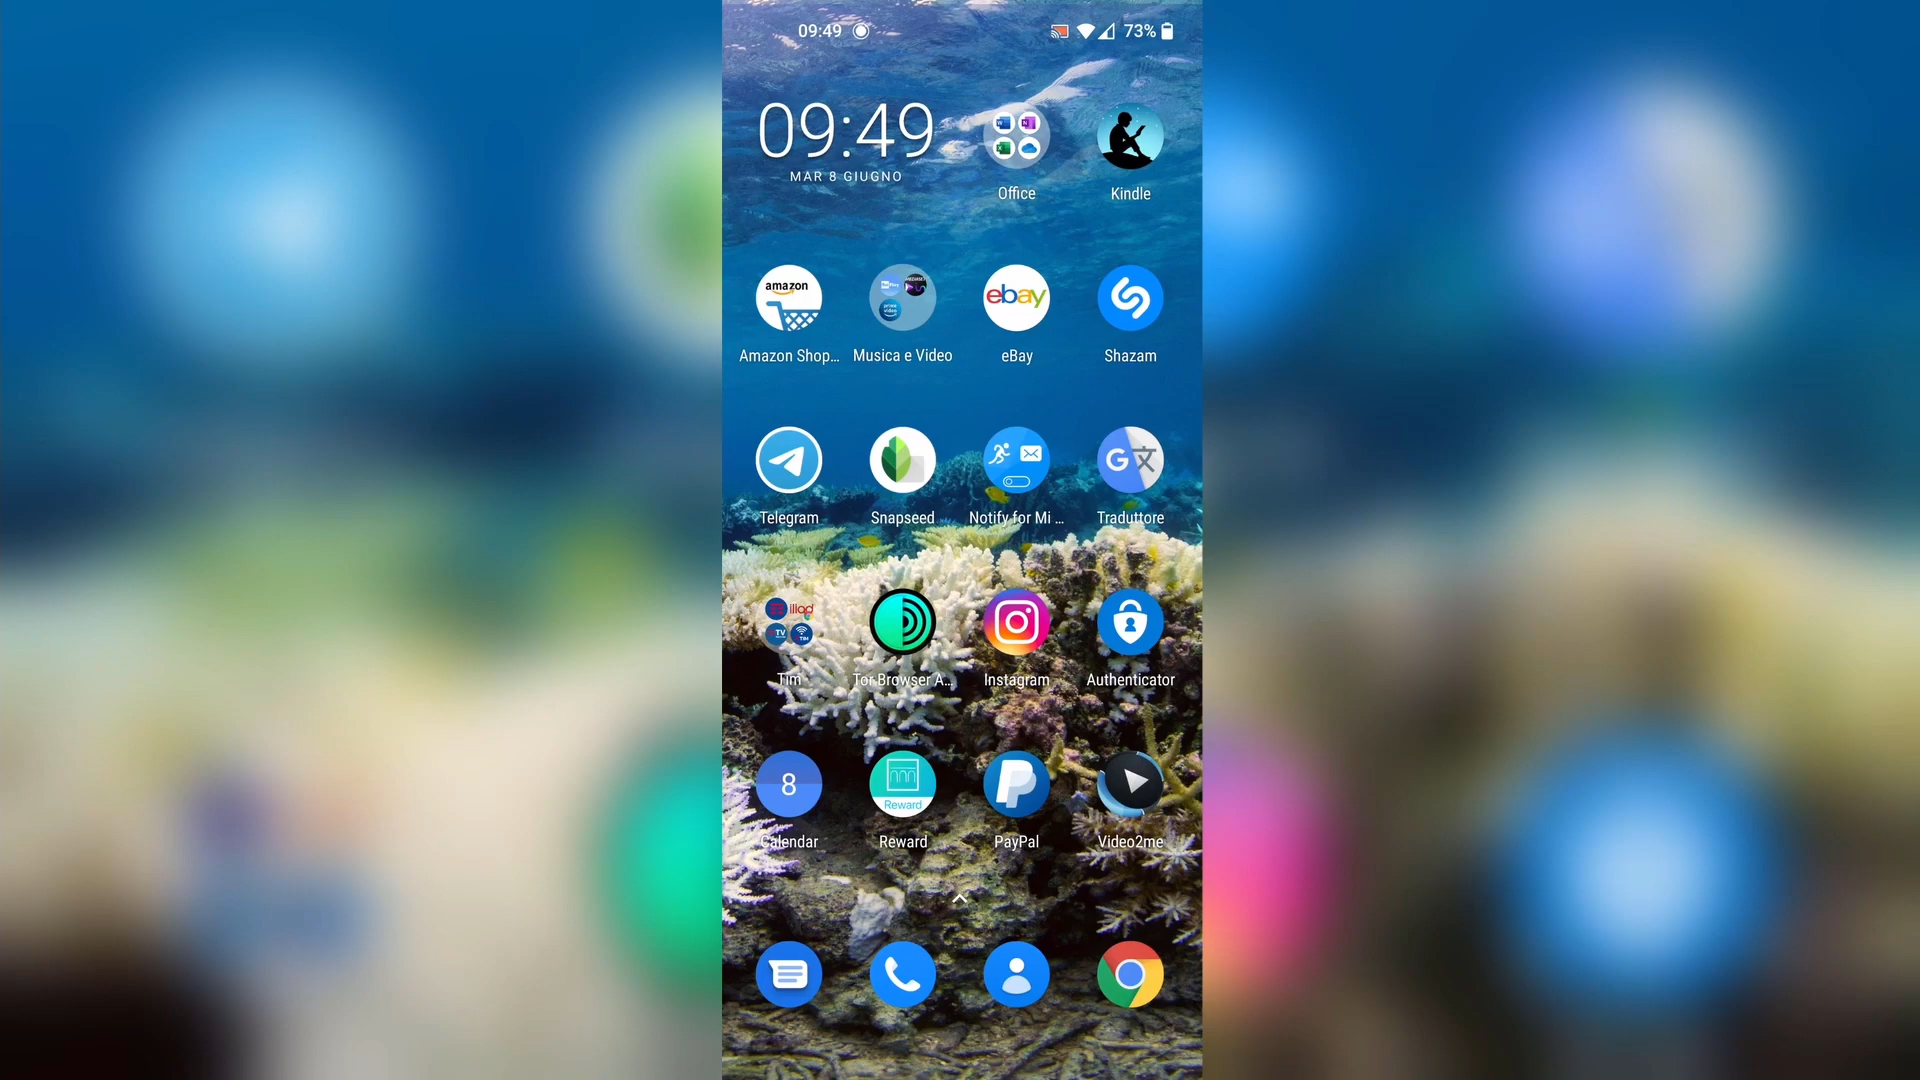 09:49 73%
09:49
MAR 8 GIUGNO
Office Kindle
amazon ebay
Amazon Shop... Musica e Video eBay Shazam
Telegram Snapseed Notify for Mi ... Traduttore
iliad
TV TIM
Tim Tor Browser A... Instagram Authenticator
8 Reward
Calendar Reward PayPal Video2me